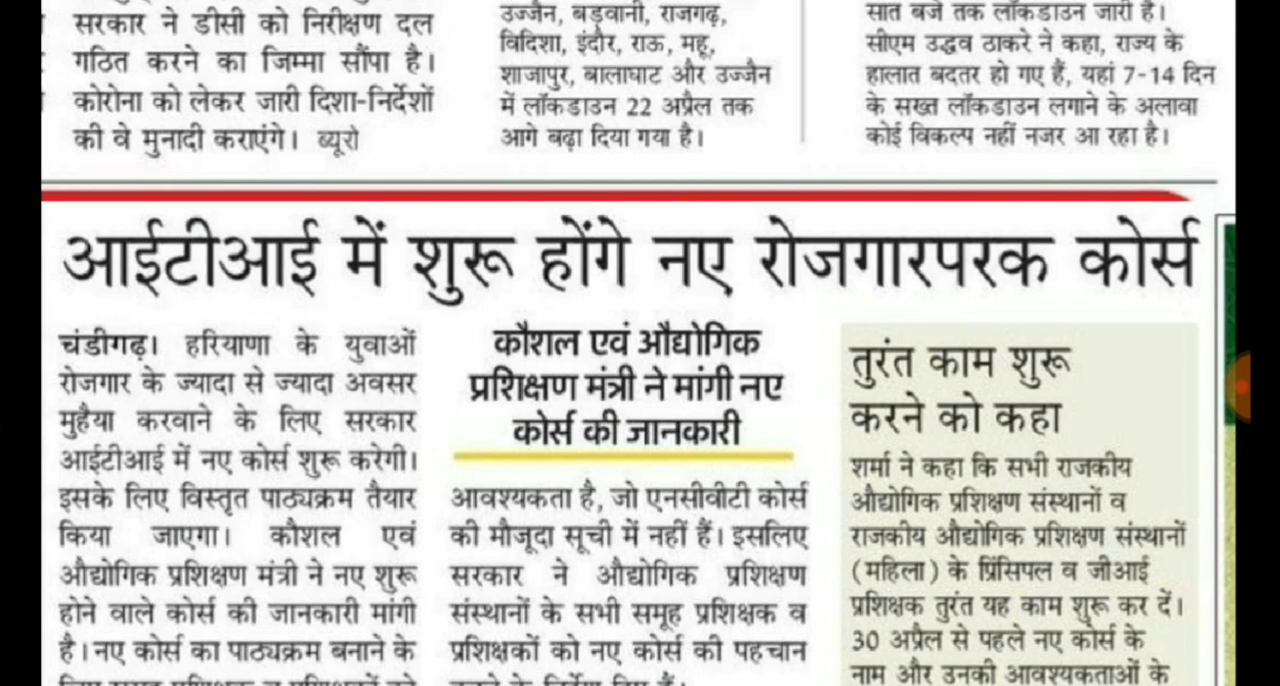 सरकार ने डीसी को निरीक्षण दल
गठित करने का जिम्मा सौंपा है।
कोरोना को लेकर जारी दिशा-निर्देशों
की वे मुनादी कराएंगे। ब्यूरो
उज्जैन, बड़वानी, राजगढ़,
विदिशा, इंदौर, राऊ, महू,
शाजापुर, बालाघाट और उज्जैन
में लॉकडाउन 22 अप्रैल तक
आगे बढ़ा दिया गया है।
सात बजे तक लॉकडाउन जारी है।
सीएम उद्धव ठाकरे ने कहा, राज्य के
हालात बदतर हो गए हैं, यहां 7-14 दिन
के सख्त लॉकडाउन लगाने के अलावा
कोई विकल्प नहीं नजर आ रहा है।
आईटीआई में शुरू होंगे नए रोजगारपरक कोर्स
चंडीगढ़। हरियाणा के युवाओं
रोजगार के ज्यादा से ज्यादा अवसर
मुहैया करवाने के लिए सरकार
आईटीआई में नए कोर्स शुरू करेगी।
इसके लिए विस्तृत पाठ्यक्रम तैयार
किया जाएगा। कौशल एवं
औद्योगिक प्रशिक्षण मंत्री ने नए शुरू
होने वाले कोर्स की जानकारी मांगी
है। नए कोर्स का पाठ्यक्रम बनाने के
कौशल एवं औद्योगिक
प्रशिक्षण मंत्री ने मांगी नए
कोर्स की जानकारी
आवश्यकता है, जो एनसीवीटी कोर्स
की मौजूदा सूची में नहीं हैं। इसलिए
सरकार ने औद्योगिक प्रशिक्षण
संस्थानों के सभी समूह प्रशिक्षक व
प्रशिक्षकों को नए कोर्स की पहचान
तुरंत काम शुरू
करने को कहा
शर्मा ने कहा कि सभी राजकीय
औद्योगिक प्रशिक्षण संस्थानों व
राजकीय औद्योगिक प्रशिक्षण संस्थानों
(महिला) के प्रिंसिपल व जीआई
प्रशिक्षक तुरंत यह काम शुरू कर दें।
30 अप्रैल से पहले नए कोर्स के
नाम और उनकी आवश्यकताओं के